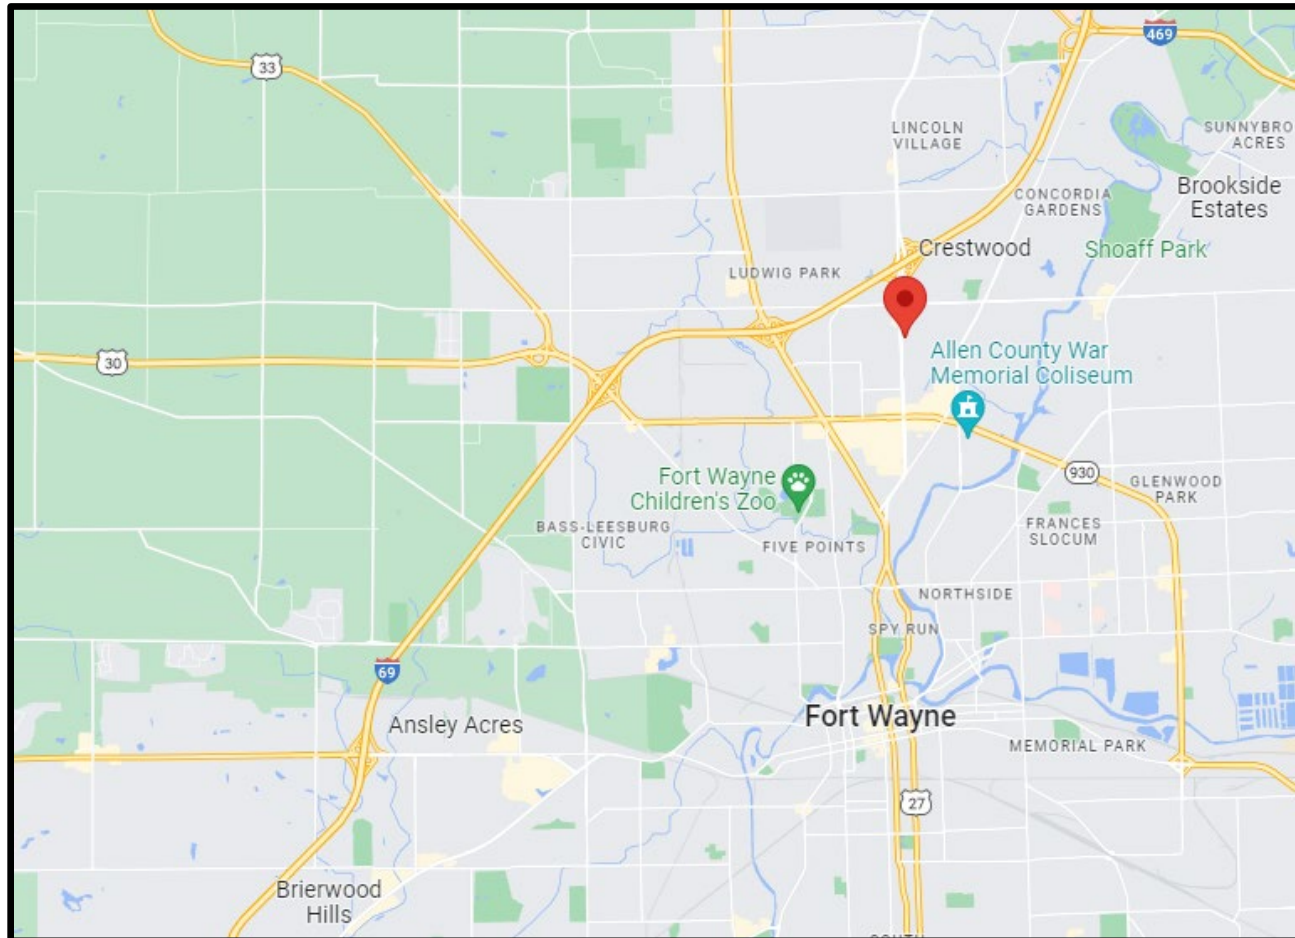 469
33
LINCOLN
VILLAGE
SUNNYBRO
ACRES
CONCORDIA
GARDENS
Brookside
Estates
Crestwood
Shoaff Park
LUDWIG PARK
30
Allen County War
Memorial Coliseum
930
Fort Wayne
Children's Zoo
GLENWOOD
PARK
BASS-LEESBURG
CIVIC
FRANCES
SLOCUM
FIVE POINTS
NORTHSIDE
SPY RUN
69
Fort Wayne
Ansley Acres
MEMORIAL PARK
27
Brierwood
Hills